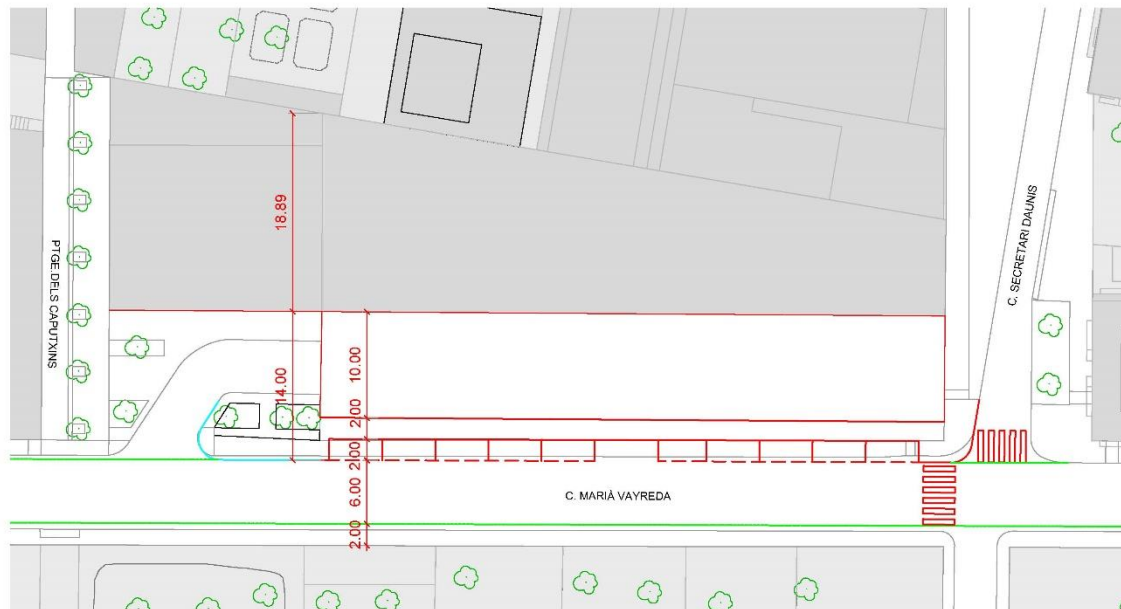 18.89
C. SECRETARI DAUNIS
PTGE DELS CAPUTXINS
10.00
14.00
2.00
2.00
6.00
C. MARIÀ VAYREDA
2.00